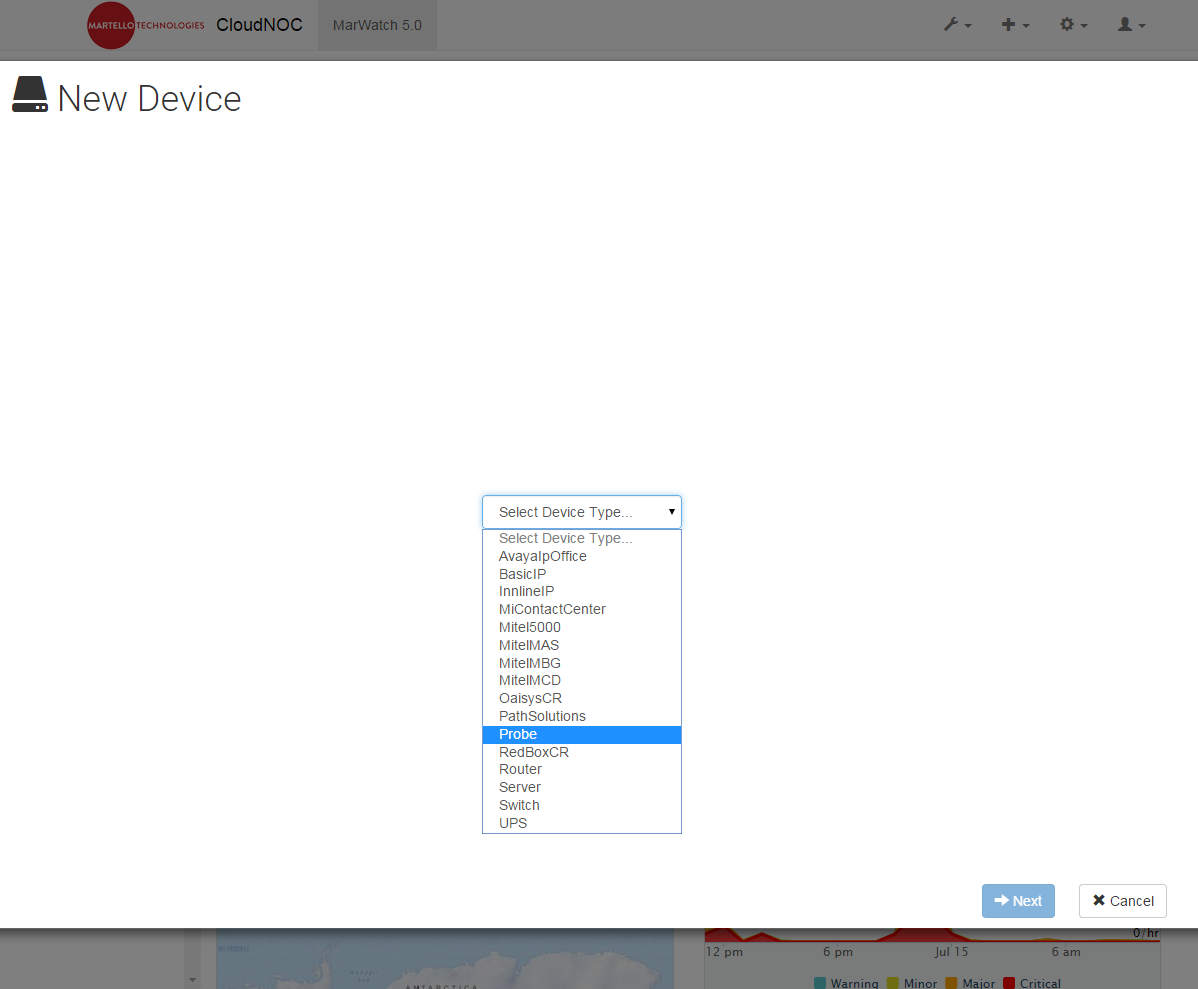 MARTELLO TECHNOLOGIES CloudNOC MarWatch 5.0
New Device
Select Device Type...
Select Device Type...
AvayaIpOffice
BasicIP
InnlineIP
MiContactCenter
Mitel5000
MitelMAS
MitelMBG
MitelMCD
OaisysCR
PathSolutions
Probe
RedBoxCR
Router
Server
Switch
UPS
Next Cancel
0/hr
12 pm 6 pm Jul 15 6 am
Warning Minor Major Critical
ANTARCTICA